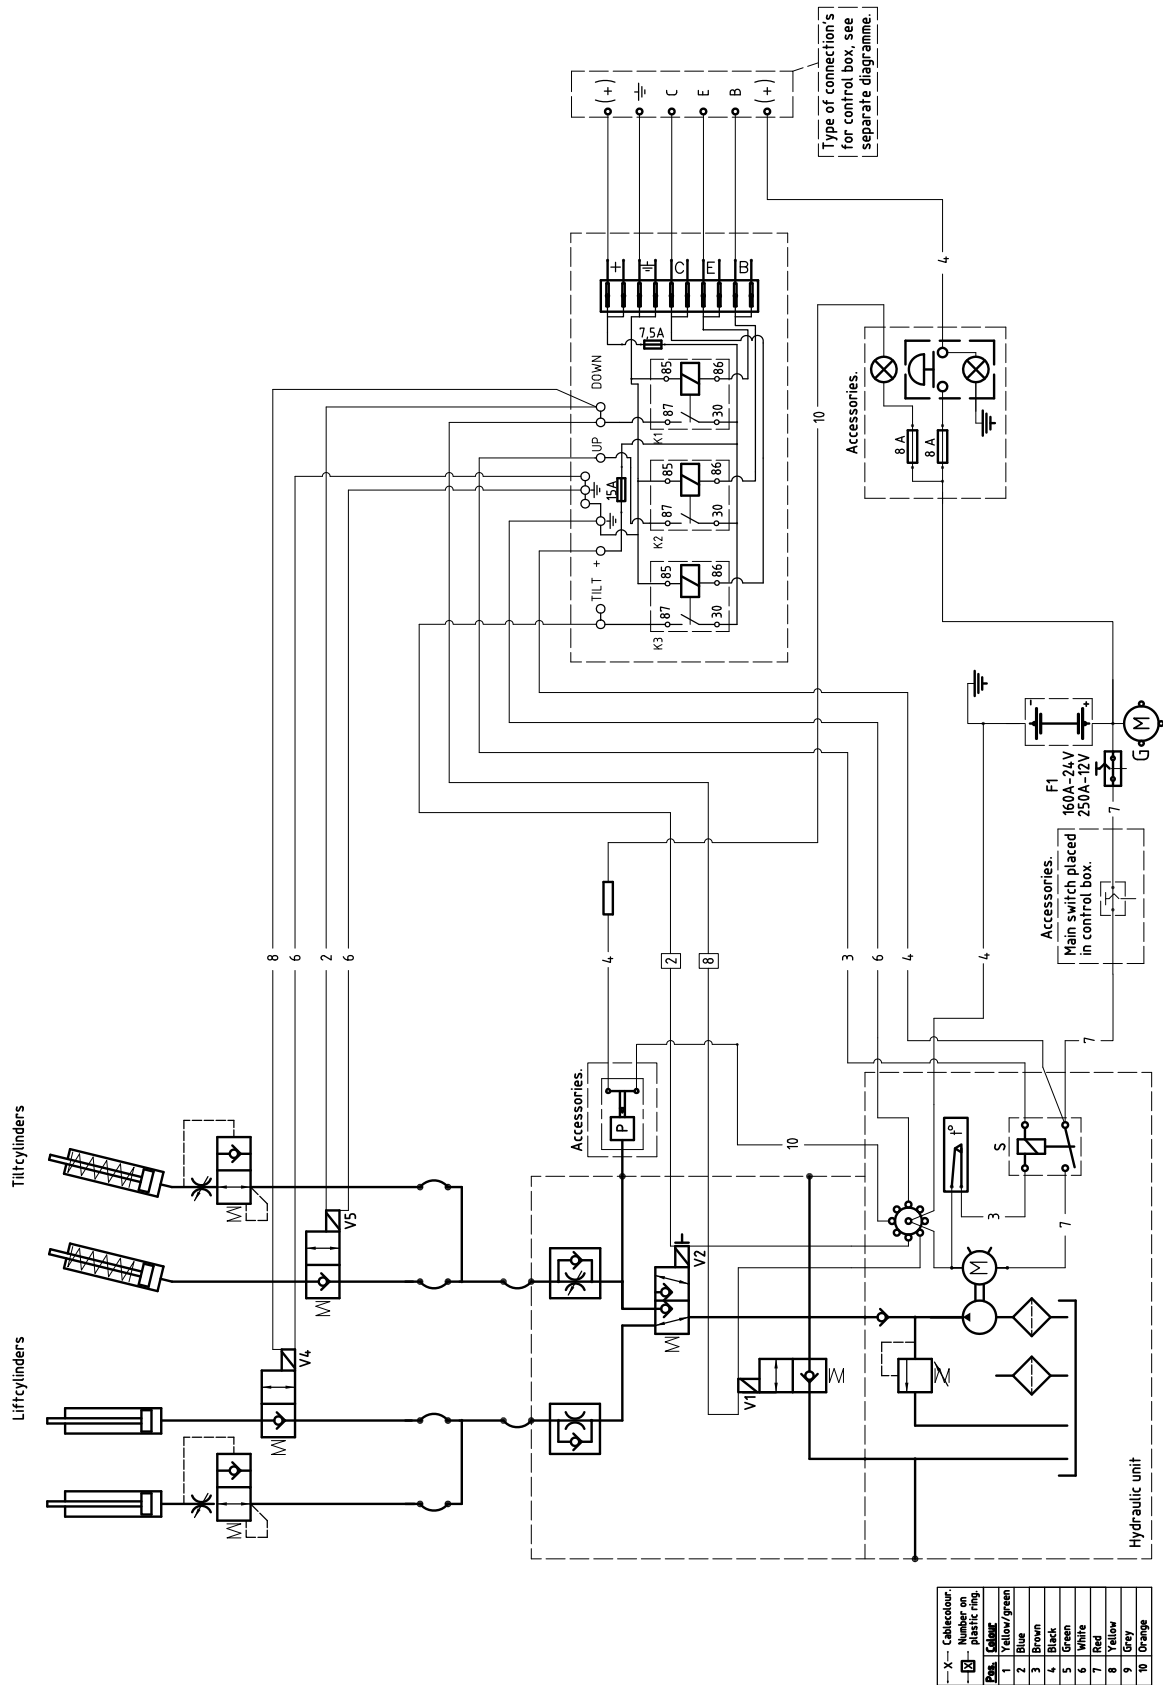 Type of connection's
for control box, see
separate diagramme.
(+)
C
E
B
(+)
+
C
E
B
7,5A
DOWN
UP
15A
+
TILT
85
86
87
30
K1
85
86
87
30
K2
85
86
87
30
K3
4
10
Accessories.
8 A
8 A
-
+
M
G
F1
160A-24V
250A-12V
7
Accessories.
Main switch placed
in control box.
8
6
2
6
4
2
8
3
6
4
4
7
Tiltcylinders
V5
Accessories.
P
10
t°
S
3
7
M
V2
Liftcylinders
V4
V1
Hydraulic unit
X Cablecolour.
X Number on
plastic ring.
Pos. Colour
1 Yellow/green
2 Blue
3 Brown
4 Black
5 Green
6 White
7 Red
8 Yellow
9 Grey
10 Orange